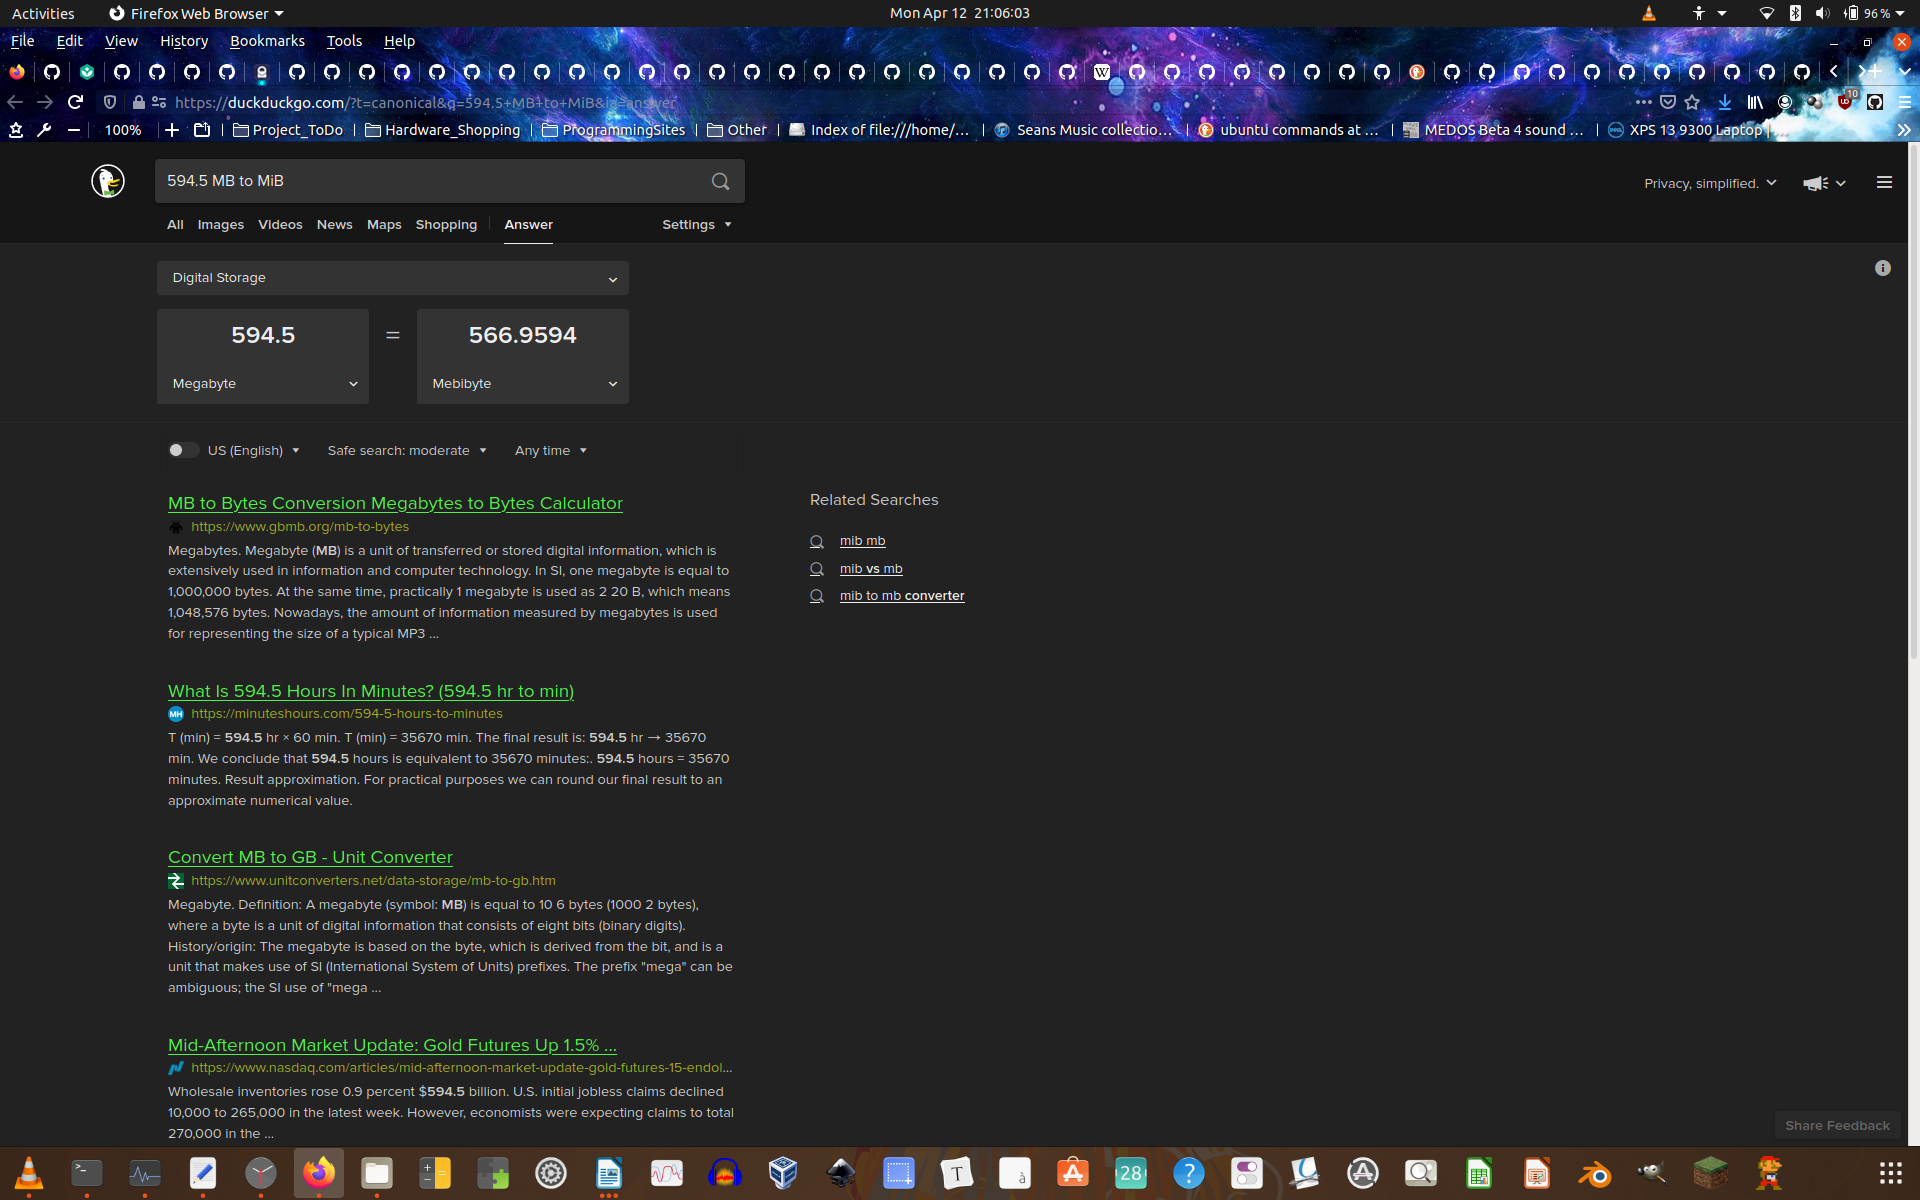 Activities
Firefox Web Browser
Mon Apr 12 21:06:03
96 %
File Edit View History Bookmarks Tools Help
https://duckduckgo.com/?t=canonical&q=594.5+MB+to+MiB&ia=answer
10
100%
Project_ToDo
Hardware_Shopping
ProgrammingSites
Other
Index of file:///home/...
Seans Music collectio...
ubuntu commands at ...
MEDOS Beta 4 sound ...
XPS 13 9300 Laptop | ...
594.5 MB to MiB
Privacy, simplified.
All Images Videos News Maps Shopping Answer Settings
Digital Storage
594.5 = 566.9594
Megabyte Mebibyte
US (English) Safe search: moderate Any time
MB to Bytes Conversion Megabytes to Bytes Calculator
https://www.gbmb.org/mb-to-bytes
Megabytes. Megabyte (MB) is a unit of transferred or stored digital information, which is
extensively used in information and computer technology. In SI, one megabyte is equal to
1,000,000 bytes. At the same time, practically 1 megabyte is used as 2 20 B, which means
1,048,576 bytes. Nowadays, the amount of information measured by megabytes is used
for representing the size of a typical MP3 ...
Related Searches
mib mb
mib vs mb
mib to mb converter
What Is 594.5 Hours In Minutes? (594.5 hr to min)
MH
https://minuteshours.com/594-5-hours-to-minutes
T (min) = 594.5 hr × 60 min. T (min) = 35670 min. The final result is: 594.5 hr → 35670
min. We conclude that 594.5 hours is equivalent to 35670 minutes:. 594.5 hours = 35670
minutes. Result approximation. For practical purposes we can round our final result to an
approximate numerical value.
Convert MB to GB - Unit Converter
https://www.unitconverters.net/data-storage/mb-to-gb.htm
Megabyte. Definition: A megabyte (symbol: MB) is equal to 10 6 bytes (1000 2 bytes),
where a byte is a unit of digital information that consists of eight bits (binary digits).
History/origin: The megabyte is based on the byte, which is derived from the bit, and is a
unit that makes use of SI (International System of Units) prefixes. The prefix "mega" can be
ambiguous; the SI use of "mega ...
Mid-Afternoon Market Update: Gold Futures Up 1.5% ...
https://www.nasdaq.com/articles/mid-afternoon-market-update-gold-futures-15-endol...
Wholesale inventories rose 0.9 percent $594.5 billion. U.S. initial jobless claims declined
10,000 to 265,000 in the latest week. However, economists were expecting claims to total
270,000 in the ...
Share Feedback
28